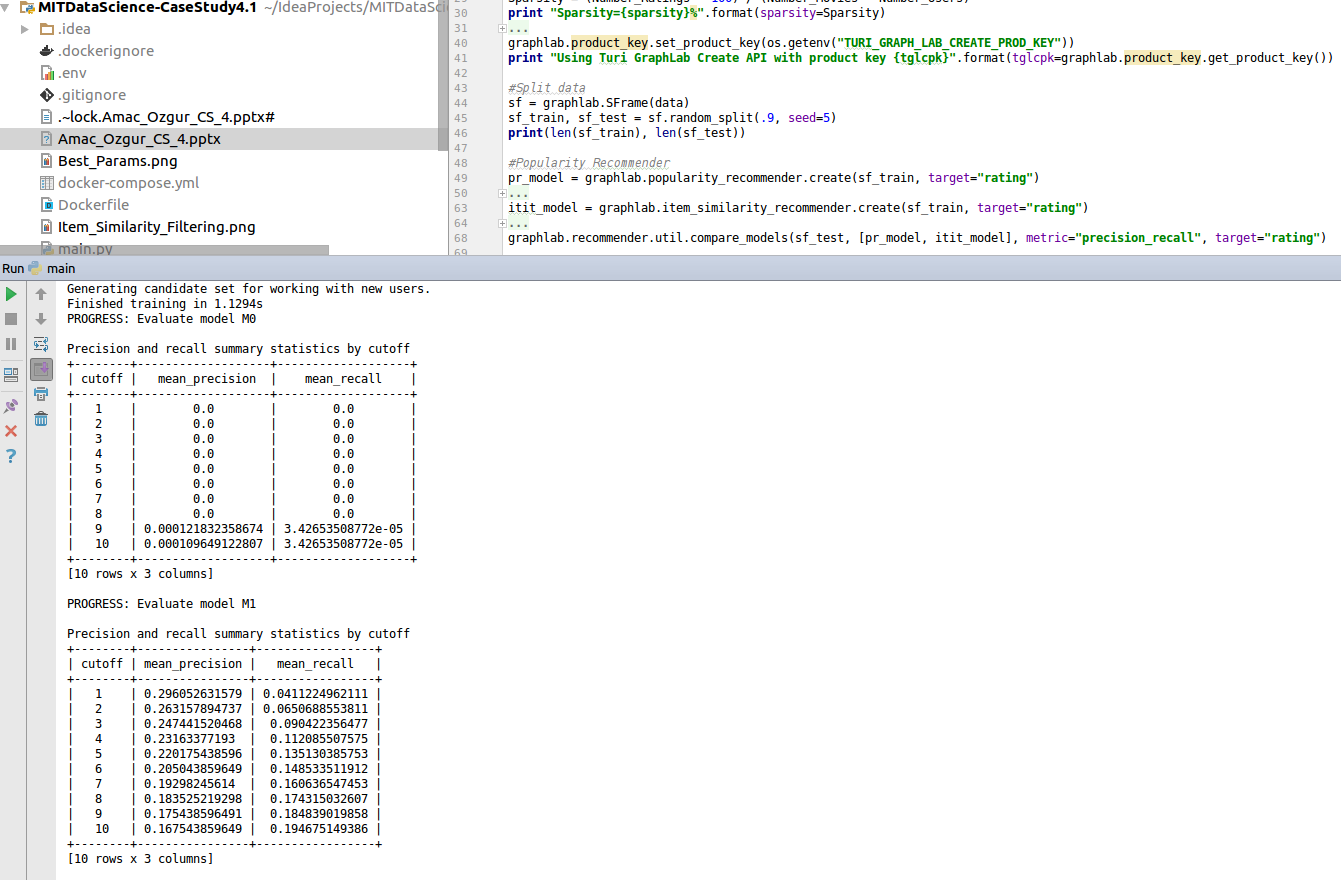 MITDataScience-CaseStudy4.1 ~/IdeaProjects/MITDataSci
.idea
.dockerignore
.env
.gitignore
.~lock.Amac_Ozgur_CS_4.pptx#
Amac_Ozgur_CS_4.pptx
Best_Params.png
docker-compose.yml
Dockerfile
Item_Similarity_Filtering.png
main.py
30 print "Sparsity={sparsity}%".format(sparsity=Sparsity)
31 ...
40 graphlab.product_key.set_product_key(os.getenv("TURI_GRAPH_LAB_CREATE_PROD_KEY"))
41 print "Using Turi GraphLab Create API with product key {tglcpk}".format(tglcpk=graphlab.product_key.get_product_key())
42
43 #Split data
44 sf = graphlab.SFrame(data)
45 sf_train, sf_test = sf.random_split(.9, seed=5)
46 print(len(sf_train), len(sf_test))
47
48 #Popularity Recommender
49 pr_model = graphlab.popularity_recommender.create(sf_train, target="rating")
50 ...
63 itit_model = graphlab.item_similarity_recommender.create(sf_train, target="rating")
64 ...
68 graphlab.recommender.util.compare_models(sf_test, [pr_model, itit_model], metric="precision_recall", target="rating")
69
Run main
Generating candidate set for working with new users.
Finished training in 1.1294s
PROGRESS: Evaluate model M0
Precision and recall summary statistics by cutoff
+--------+-------------------+-------------------+
| cutoff |   mean_precision  |    mean_recall    |
+--------+-------------------+-------------------+
|   1    |        0.0        |        0.0        |
|   2    |        0.0        |        0.0        |
|   3    |        0.0        |        0.0        |
|   4    |        0.0        |        0.0        |
|   5    |        0.0        |        0.0        |
|   6    |        0.0        |        0.0        |
|   7    |        0.0        |        0.0        |
|   8    |        0.0        |        0.0        |
|   9    | 0.000121832358674 | 3.42653508772e-05 |
|   10   | 0.000109649122807 | 3.42653508772e-05 |
+--------+-------------------+-------------------+
[10 rows x 3 columns]
PROGRESS: Evaluate model M1
Precision and recall summary statistics by cutoff
+--------+----------------+-----------------+
| cutoff | mean_precision |   mean_recall   |
+--------+----------------+-----------------+
|   1    | 0.296052631579 | 0.0411224962111 |
|   2    | 0.263157894737 | 0.0650688553811 |
|   3    | 0.247441520468 |  0.090422356477 |
|   4    | 0.23163377193  |  0.112085507575 |
|   5    | 0.220175438596 |  0.135130385753 |
|   6    | 0.205043859649 |  0.148533511912 |
|   7    | 0.19298245614  |  0.160636547453 |
|   8    | 0.183525219298 |  0.174315032607 |
|   9    | 0.175438596491 |  0.184839019858 |
|   10   | 0.167543859649 |  0.194675149386 |
+--------+----------------+-----------------+
[10 rows x 3 columns]